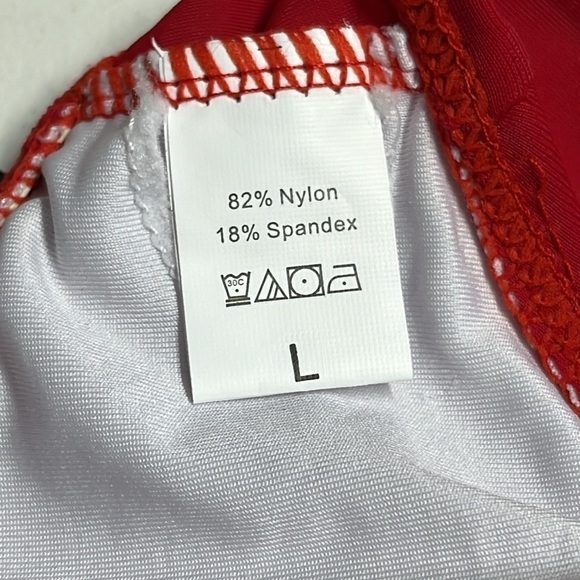 82% Nylon
18% Spandex
30C
L